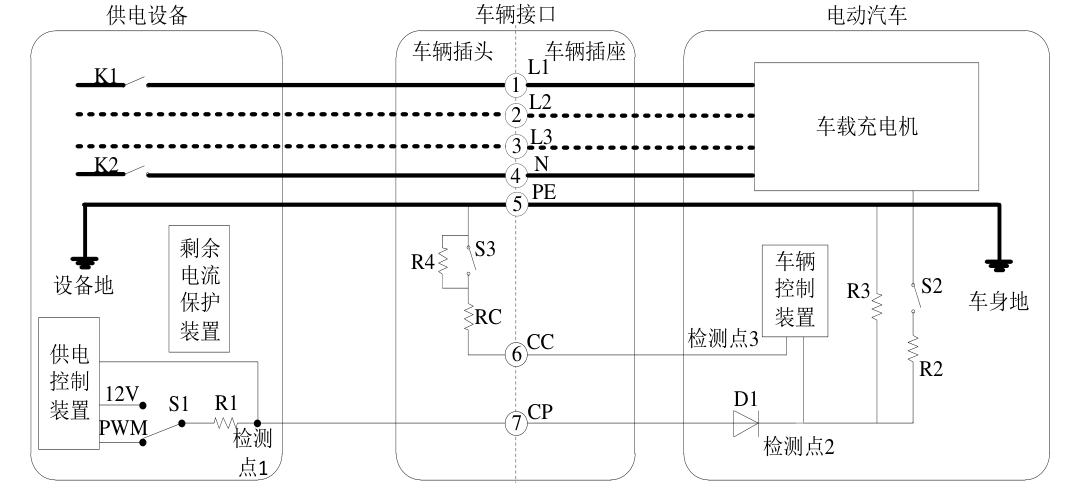 供电设备
车辆接口
电动汽车
车辆插头
车辆插座
K1
L1
1
L2
2
L3
3
K2
N
4
PE
5
车载充电机
剩余
电流
保护
装置
设备地
R4
S3
RC
CC
6
车辆
控制
装置
R3
S2
R2
车身地
检测点3
供电
控制
装置
12V
PWM
S1
R1
检测
点1
CP
7
D1
检测点2